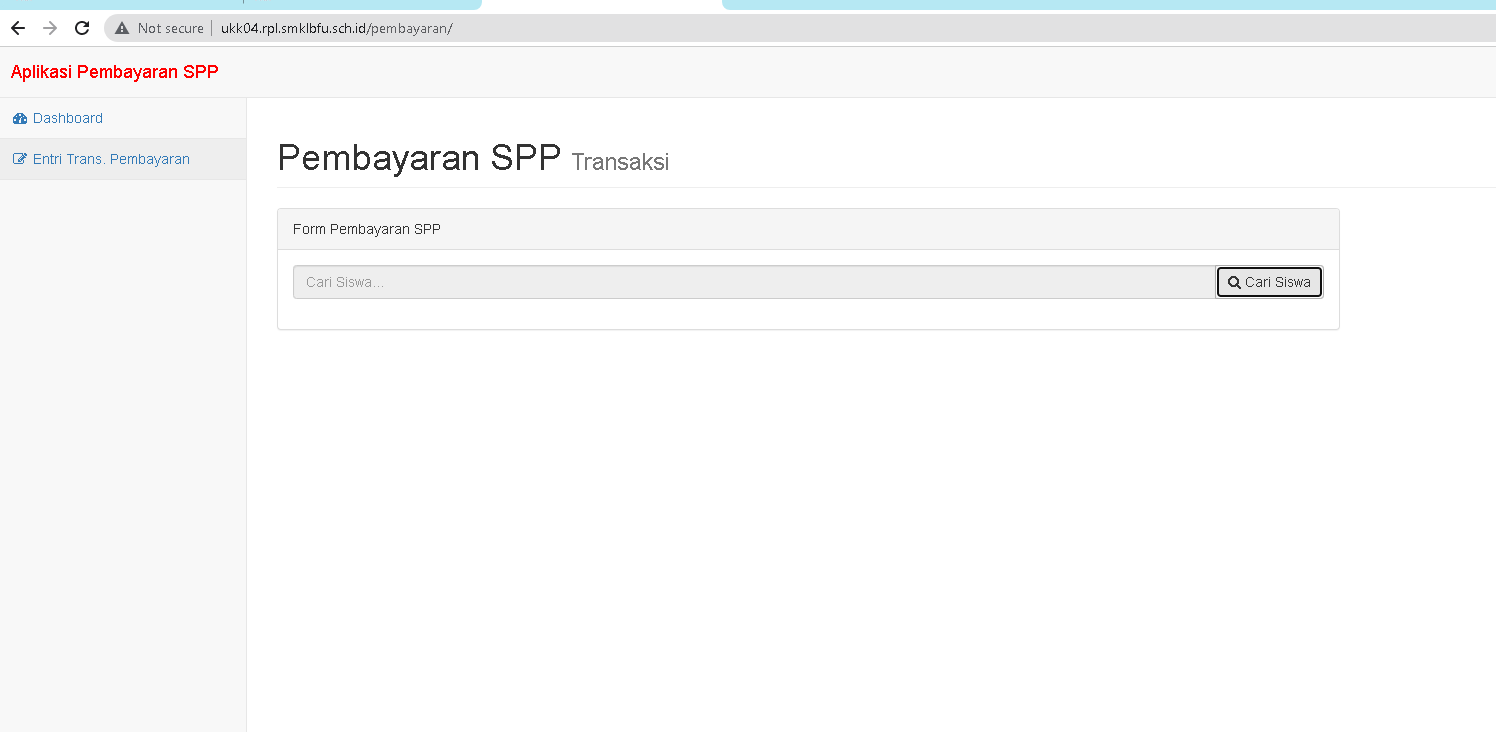 Not secure | ukk04.rpl.smklbfu.sch.id/pembayaran/
Aplikasi Pembayaran SPP
Dashboard
Entri Trans. Pembayaran
Pembayaran SPP Transaksi
Form Pembayaran SPP
Cari Siswa... Cari Siswa